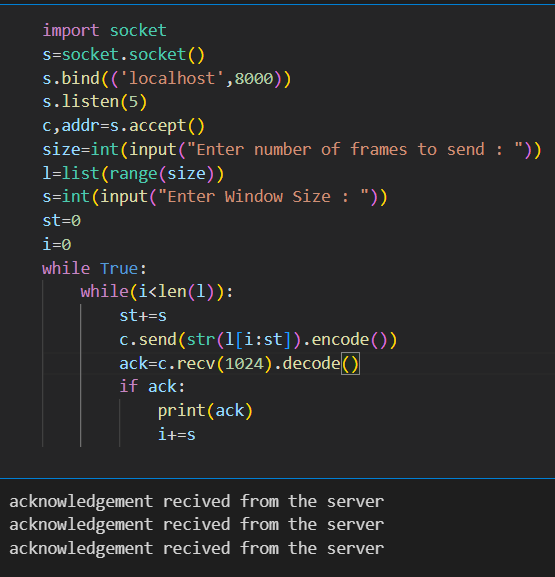 import socket
s=socket.socket()
s.bind(('localhost',8000))
s.listen(5)
c,addr=s.accept()
size=int(input("Enter number of frames to send : "))
l=list(range(size))
s=int(input("Enter Window Size : "))
st=0
i=0
while True:
    while(i<len(l)):
        st+=s
        c.send(str(l[i:st]).encode())
        ack=c.recv(1024).decode()
        if ack:
            print(ack)
            i+=s
acknowledgement recived from the server
acknowledgement recived from the server
acknowledgement recived from the server